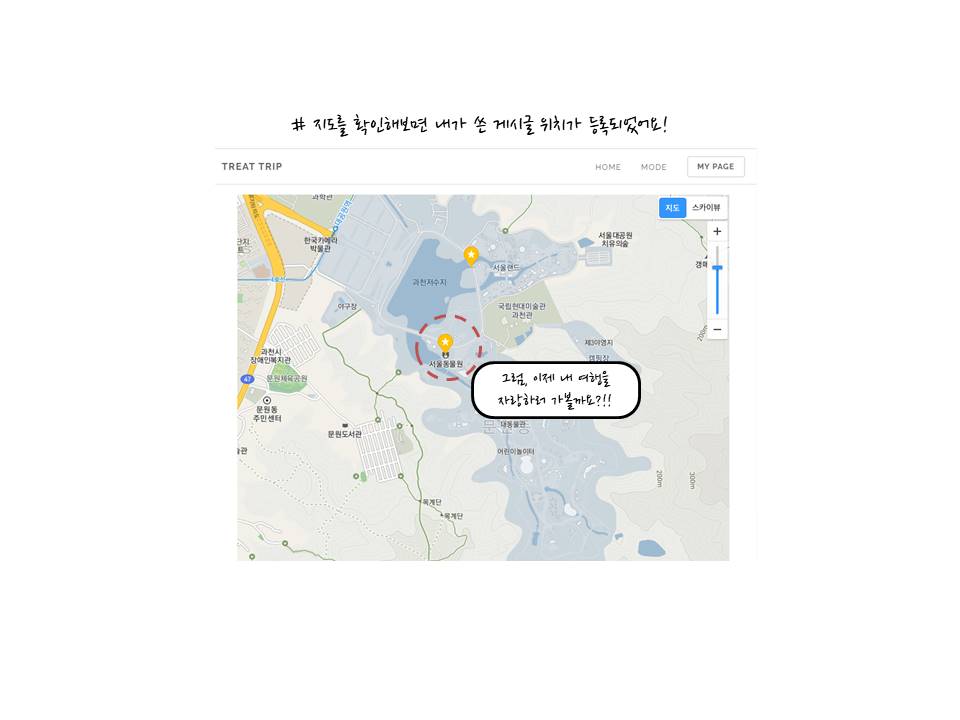 # 지도를 확인해보면 내가 쓴 게시글 위치가 등록되었어요!
TREAT TRIP
HOME
MODE
MY PAGE
지도
스카이뷰
과학관
대공원역
한국카메라
박물관
서울대공원
치유의숲
서울랜드
과천저수지
국립현대미술관
과천관
야구장
서울동물원
제3야영지
캠핑장
과천시
장애인복지관
47
문원체육공원
문원동
주민센터
문원도서관
그럼, 이제 내 여행을
자랑하러 가볼까요?!!
대동물관
어린이놀이터
옥계단
옥계단
200m
200m
300m